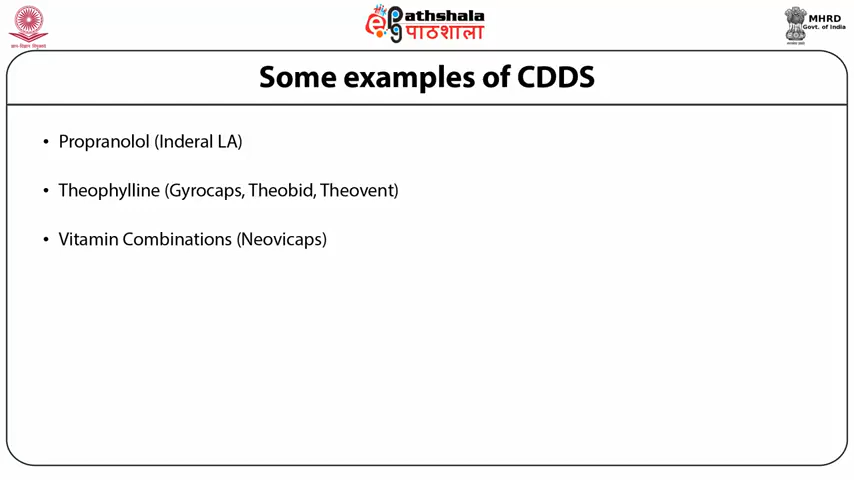 ePathshala
पाठशाला
MHRD
Govt. of India
Some examples of CDDS
• Propranolol (Inderal LA)
• Theophylline (Gyrocaps, Theobid, Theovent)
• Vitamin Combinations (Neovicaps)